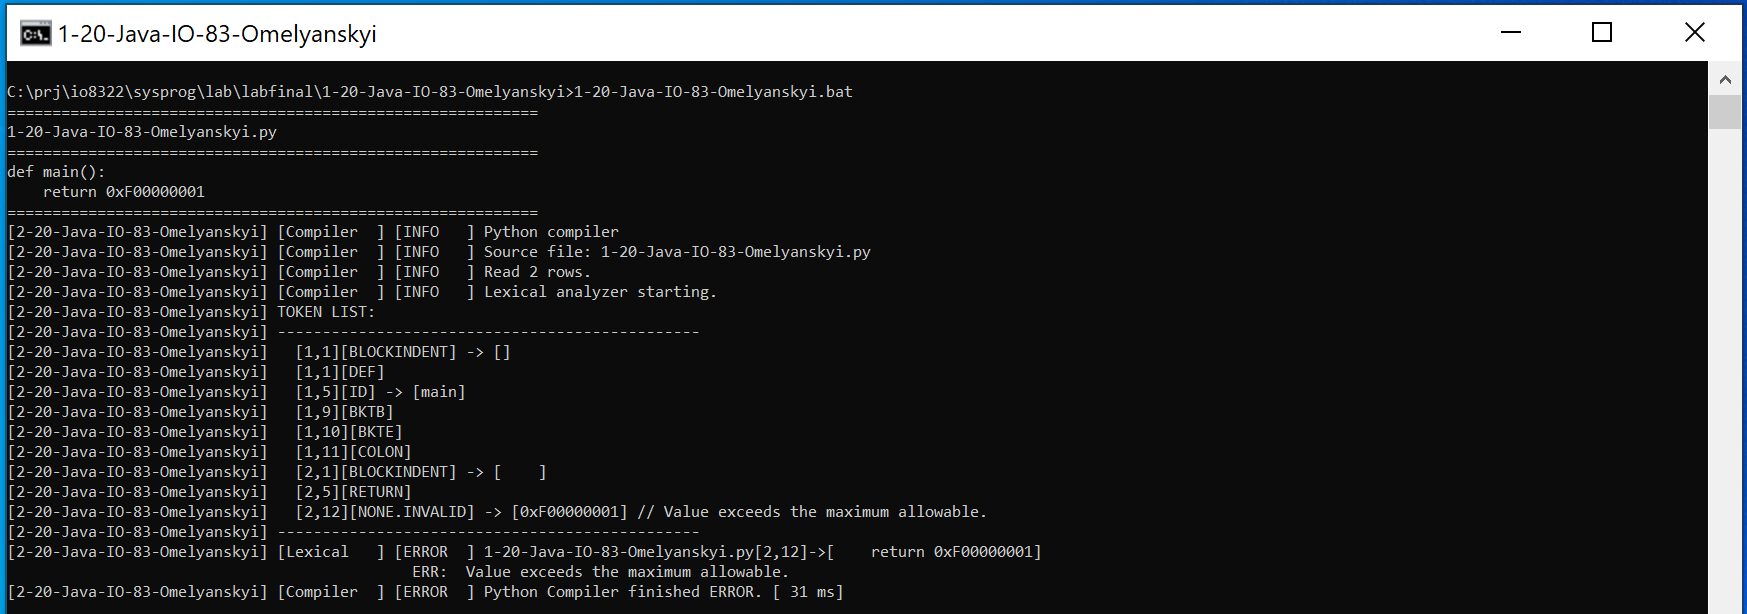 1-20-Java-IO-83-Omelyanskyi
C:\prj\io8322\sysprog\lab\labfinal\1-20-Java-IO-83-Omelyanskyi>1-20-Java-IO-83-Omelyanskyi.bat
===========================================================
1-20-Java-IO-83-Omelyanskyi.py
===========================================================
def main():
    return 0xF00000001
===========================================================
[2-20-Java-IO-83-Omelyanskyi] [Compiler  ] [INFO   ] Python compiler
[2-20-Java-IO-83-Omelyanskyi] [Compiler  ] [INFO   ] Source file: 1-20-Java-IO-83-Omelyanskyi.py
[2-20-Java-IO-83-Omelyanskyi] [Compiler  ] [INFO   ] Read 2 rows.
[2-20-Java-IO-83-Omelyanskyi] [Compiler  ] [INFO   ] Lexical analyzer starting.
[2-20-Java-IO-83-Omelyanskyi] TOKEN LIST:
[2-20-Java-IO-83-Omelyanskyi] -----------------------------------------------
[2-20-Java-IO-83-Omelyanskyi]   [1,1][BLOCKINDENT] -> []
[2-20-Java-IO-83-Omelyanskyi]   [1,1][DEF]
[2-20-Java-IO-83-Omelyanskyi]   [1,5][ID] -> [main]
[2-20-Java-IO-83-Omelyanskyi]   [1,9][BKTB]
[2-20-Java-IO-83-Omelyanskyi]   [1,10][BKTE]
[2-20-Java-IO-83-Omelyanskyi]   [1,11][COLON]
[2-20-Java-IO-83-Omelyanskyi]   [2,1][BLOCKINDENT] -> [    ]
[2-20-Java-IO-83-Omelyanskyi]   [2,5][RETURN]
[2-20-Java-IO-83-Omelyanskyi]   [2,12][NONE.INVALID] -> [0xF00000001] // Value exceeds the maximum allowable.
[2-20-Java-IO-83-Omelyanskyi] -----------------------------------------------
[2-20-Java-IO-83-Omelyanskyi] [Lexical   ] [ERROR  ] 1-20-Java-IO-83-Omelyanskyi.py[2,12]->[    return 0xF00000001]
                                             ERR:  Value exceeds the maximum allowable.
[2-20-Java-IO-83-Omelyanskyi] [Compiler  ] [ERROR  ] Python Compiler finished ERROR. [ 31 ms]